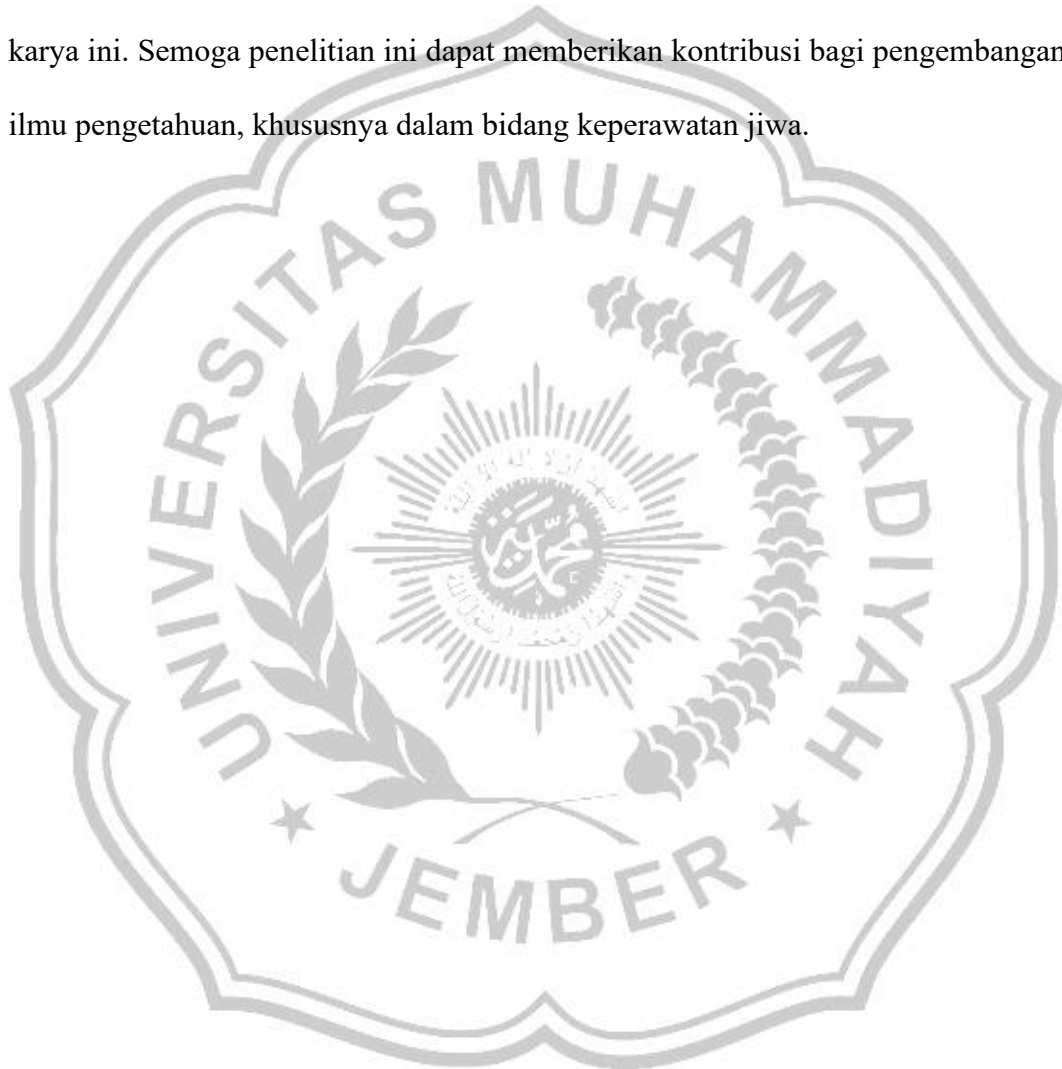 karya ini. Semoga penelitian ini dapat memberikan kontribusi bagi pengembangan
ilmu pengetahuan, khususnya dalam bidang keperawatan jiwa.
UNIVERSITAS MUHAMMADIYAH
JEMBER